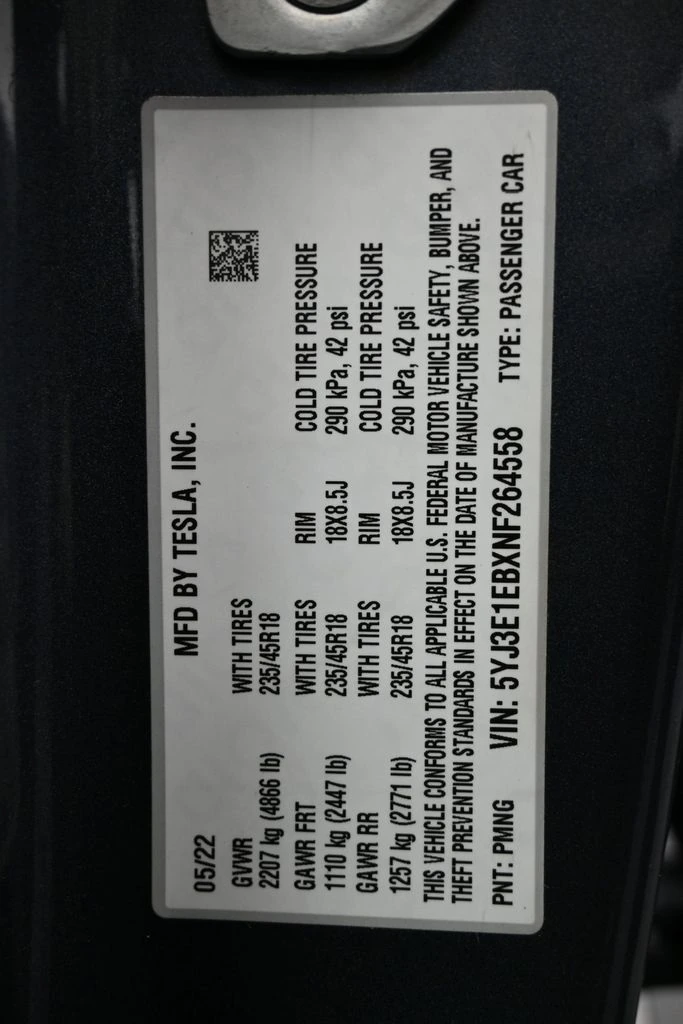 MFD BY TESLA, INC.
05/22
GVWR WITH TIRES
2207 kg (4866 lb) 235/45R18
GAWR FRT WITH TIRES RIM COLD TIRE PRESSURE
1110 kg (2447 lb) 235/45R18 18X8.5J 290 kPa, 42 psi
GAWR RR WITH TIRES RIM COLD TIRE PRESSURE
1257 kg (2771 lb) 235/45R18 18X8.5J 290 kPa, 42 psi
THIS VEHICLE CONFORMS TO ALL APPLICABLE U.S. FEDERAL MOTOR VEHICLE SAFETY, BUMPER, AND
THEFT PREVENTION STANDARDS IN EFFECT ON THE DATE OF MANUFACTURE SHOWN ABOVE.
PNT: PMNG VIN: 5YJ3E1EBXNF264558 TYPE: PASSENGER CAR